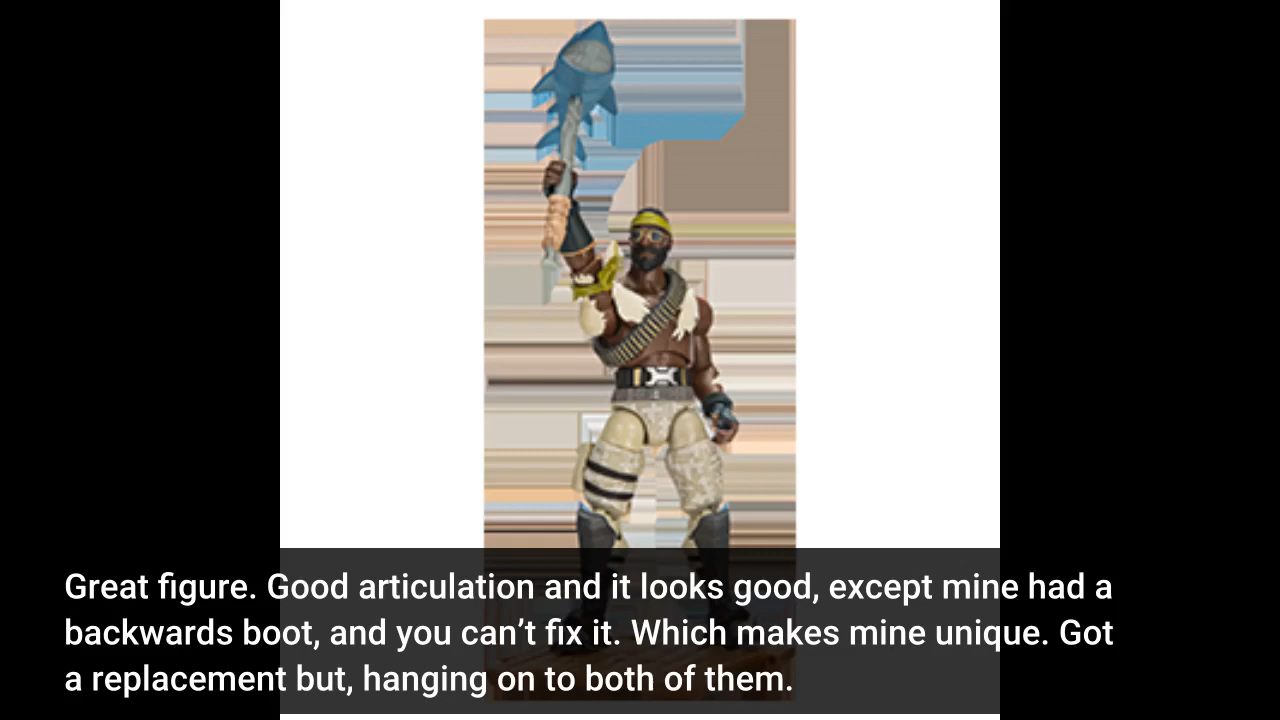 Great figure. Good articulation and it looks good, except mine had a
backwards boot, and you can’t fix it. Which makes mine unique. Got
a replacement but, hanging on to both of them.